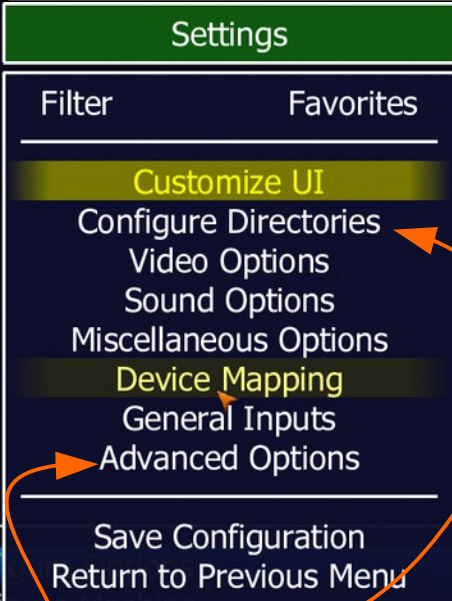 Settings
Filter Favorites
Customize UI
Configure Directories
Video Options
Sound Options
Miscellaneous Options
Device Mapping
General Inputs
Advanced Options
Save Configuration
Return to Previous Menu